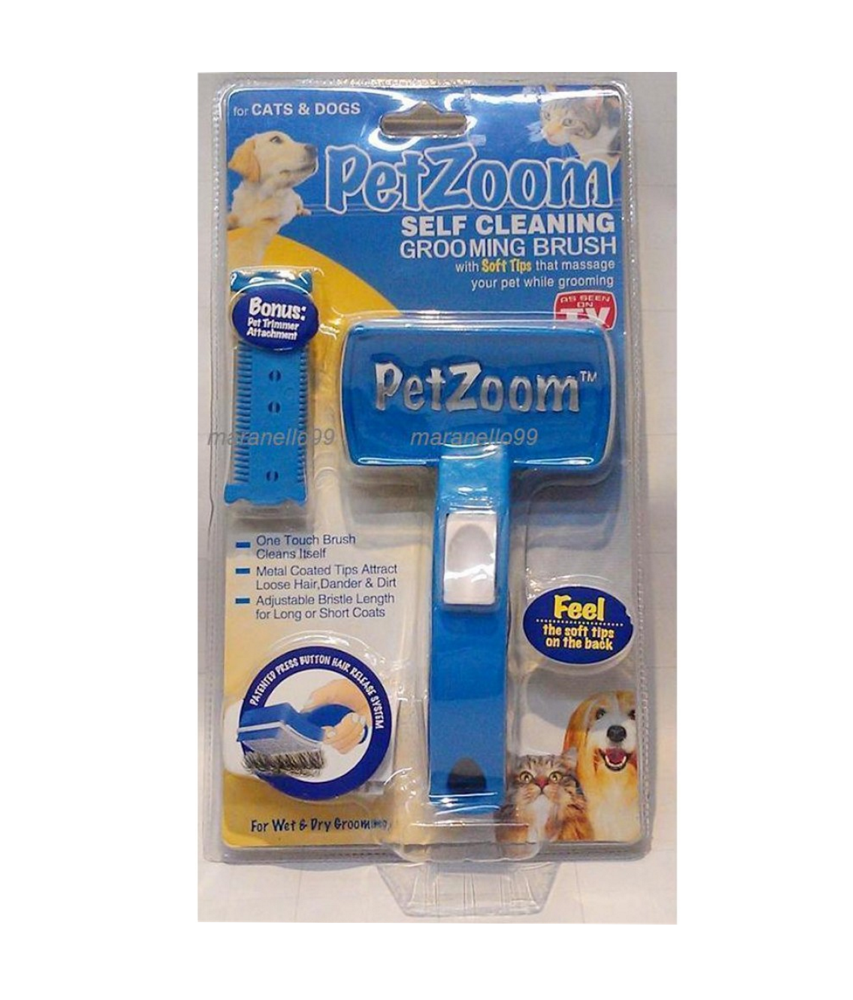 for CATS & DOGS
PetZoom
SELF CLEANING
GROOMING BRUSH
with Soft Tips that massage
your pet while grooming
AS SEEN
ON
TV
Bonus:
Pet Trimmer
Attachment
PetZoom™
maranello99 maranello99
One Touch Brush
Cleans Itself
Metal Coated Tips Attract
Loose Hair,Dander & Dirt
Adjustable Bristle Length
for Long or Short Coats
Feel
the soft tips
on the back
PATENTED PRESS BUTTON HAIR RELEASE SYSTEM
For Wet & Dry Grooming